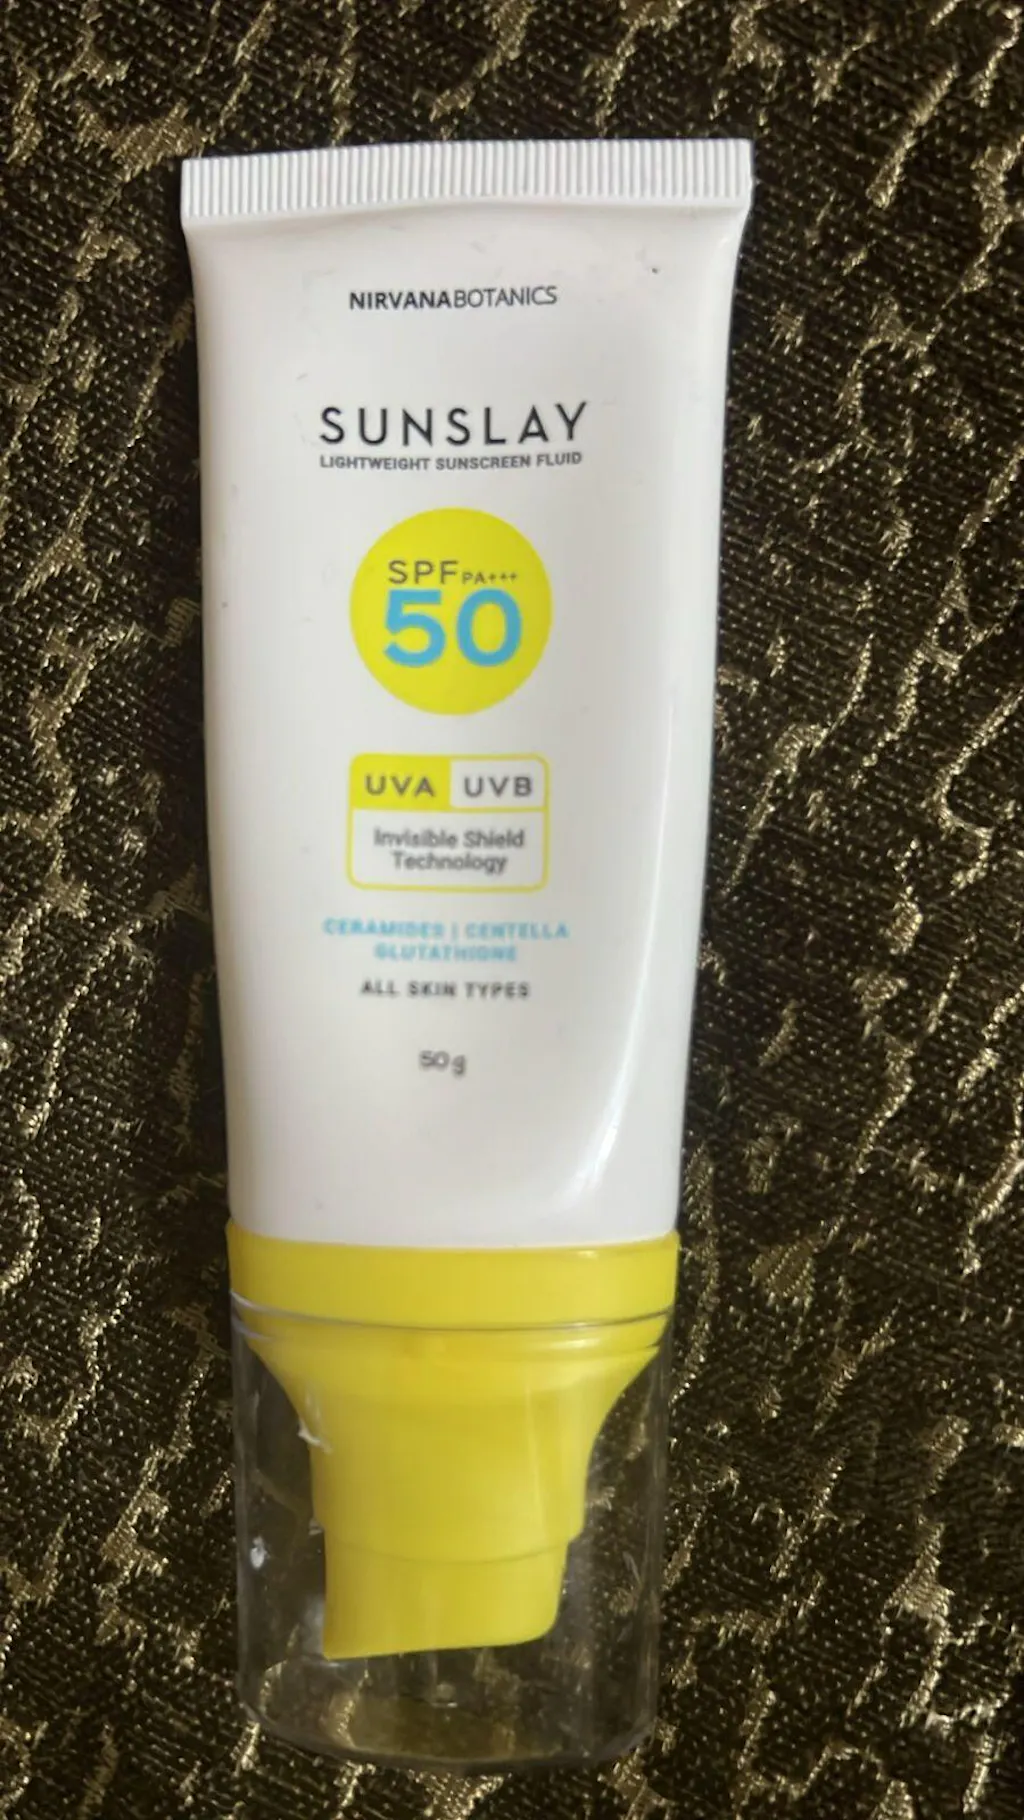 NIRVANABOTANICS
SUNSLAY
LIGHTWEIGHT SUNSCREEN FLUID
SPF PA+++
50
UVA UVB
Invisible Shield
Technology
CERAMIDES | CENTELLA
GLUTATHIONE
ALL SKIN TYPES
50 g